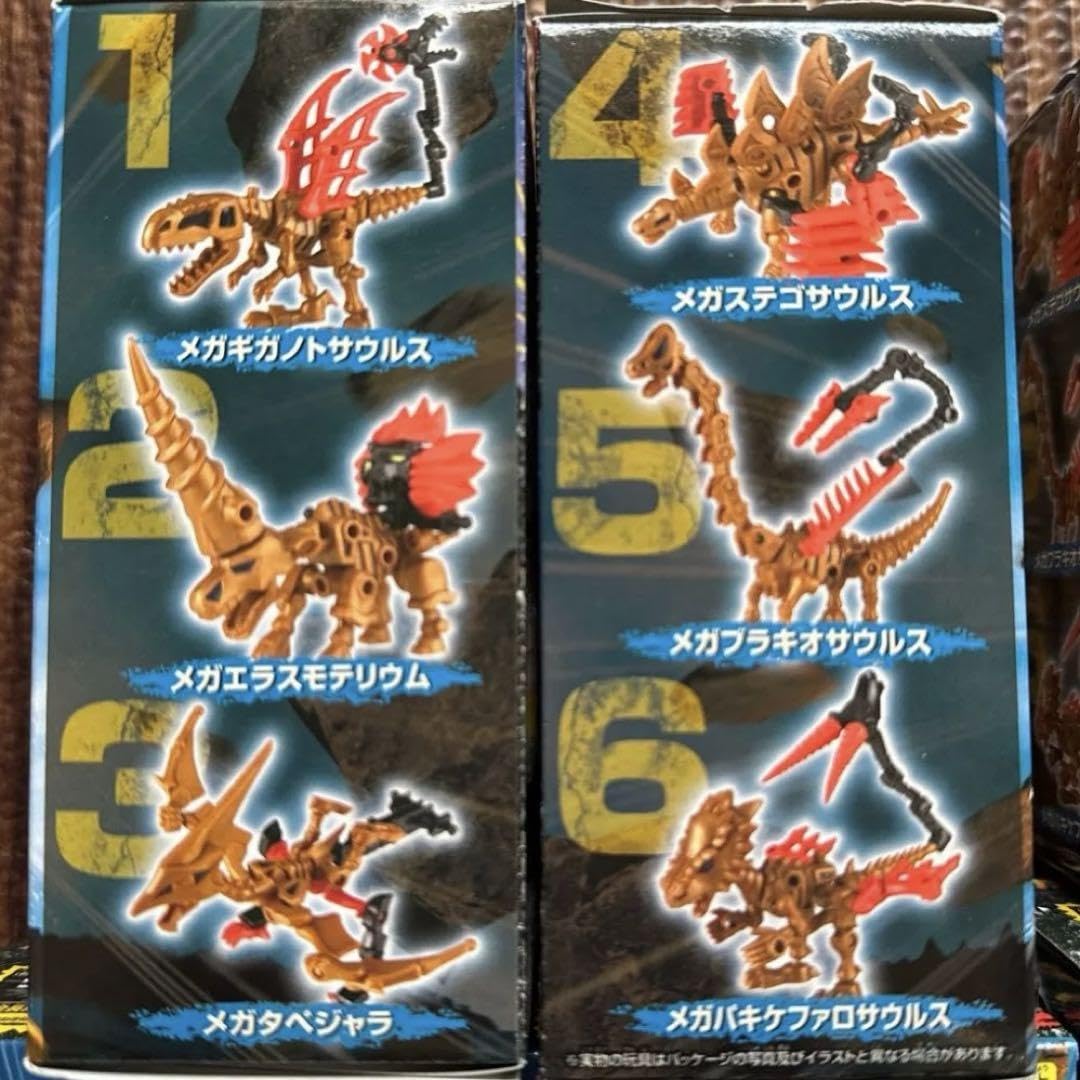 1
メガギガノトサウルス
2
メガエラスモテリウム
3
メガタペジャラ
4
メガステゴサウルス
5
メガブラキオサウルス
6
メガパキケファロサウルス
※実物の玩具はパッケージの写真及びイラストと異なる場合があります。